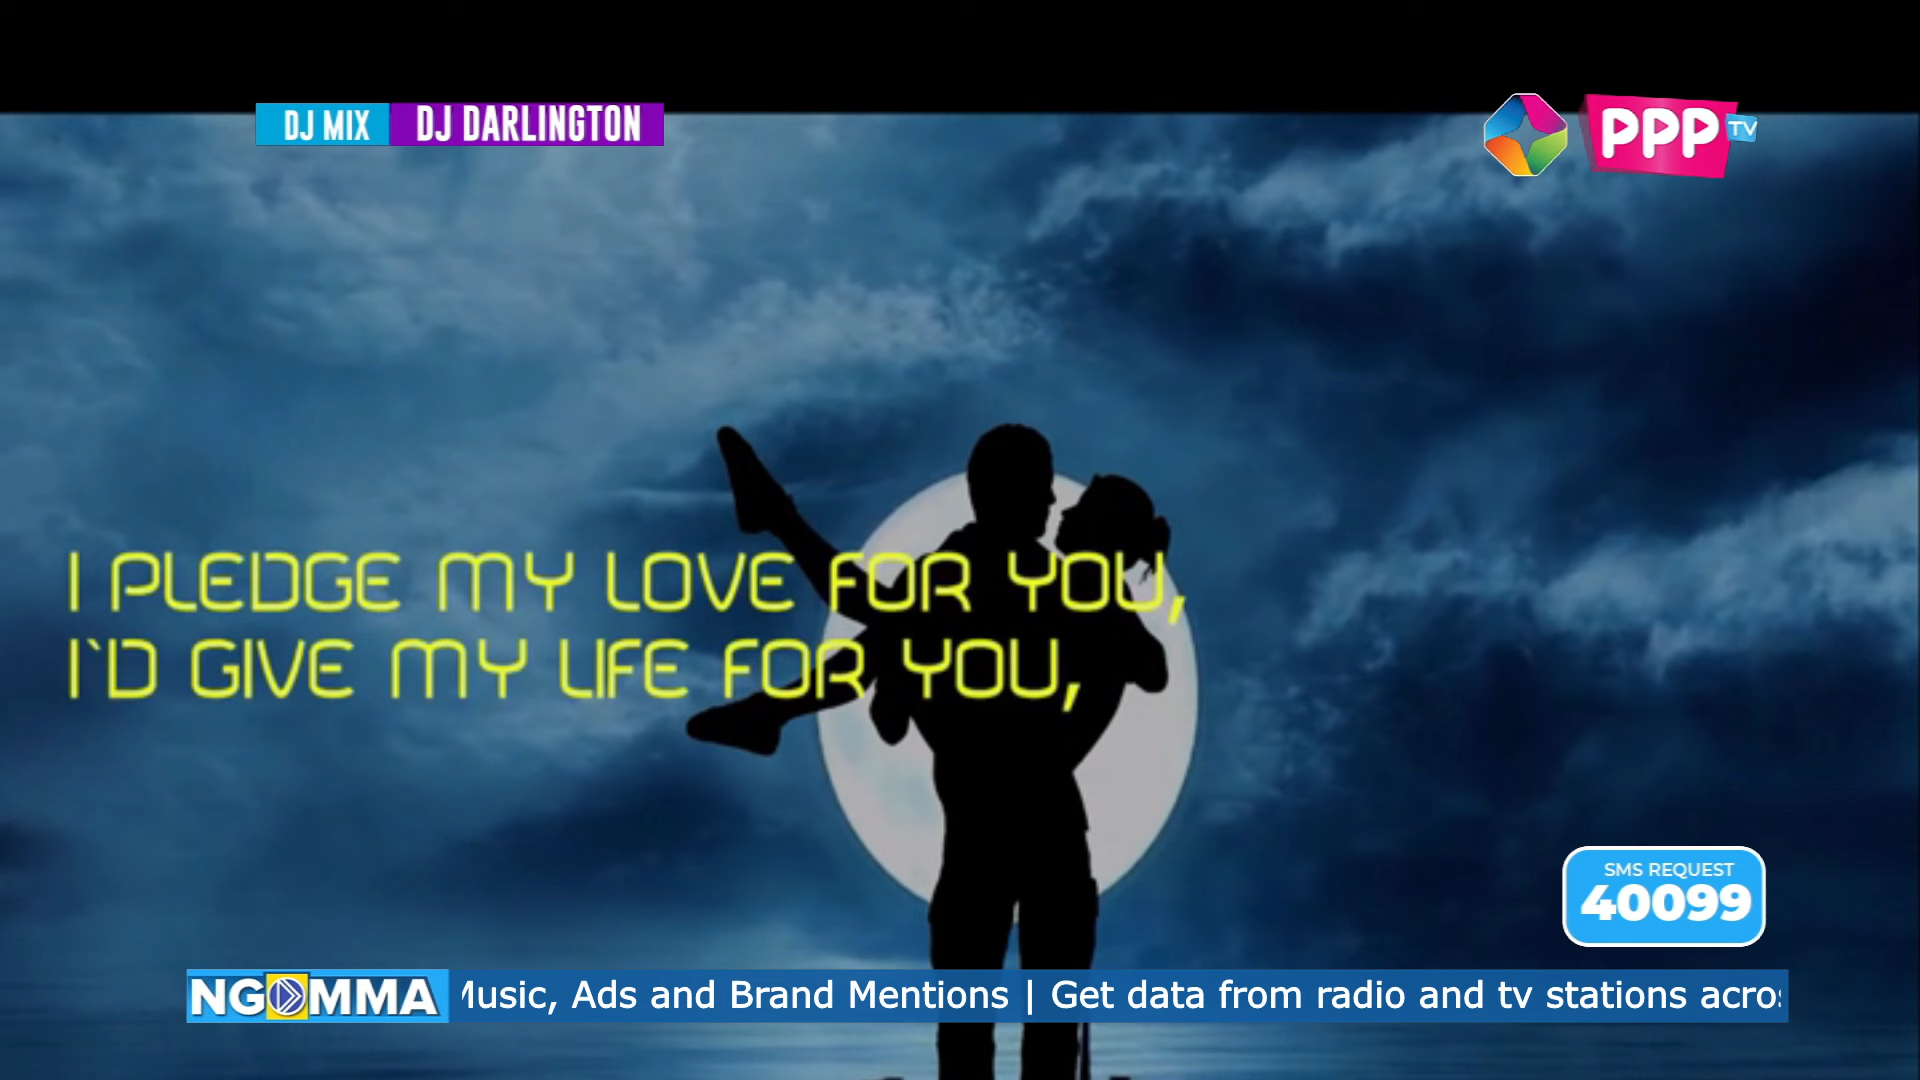 DJ MIX DJ DARLINGTON
PPP TV
I PLEDGE MY LOVE FOR YOU,
I`D GIVE MY LIFE FOR YOU,
SMS REQUEST
40099
NGOMMA Music, Ads and Brand Mentions | Get data from radio and tv stations acro